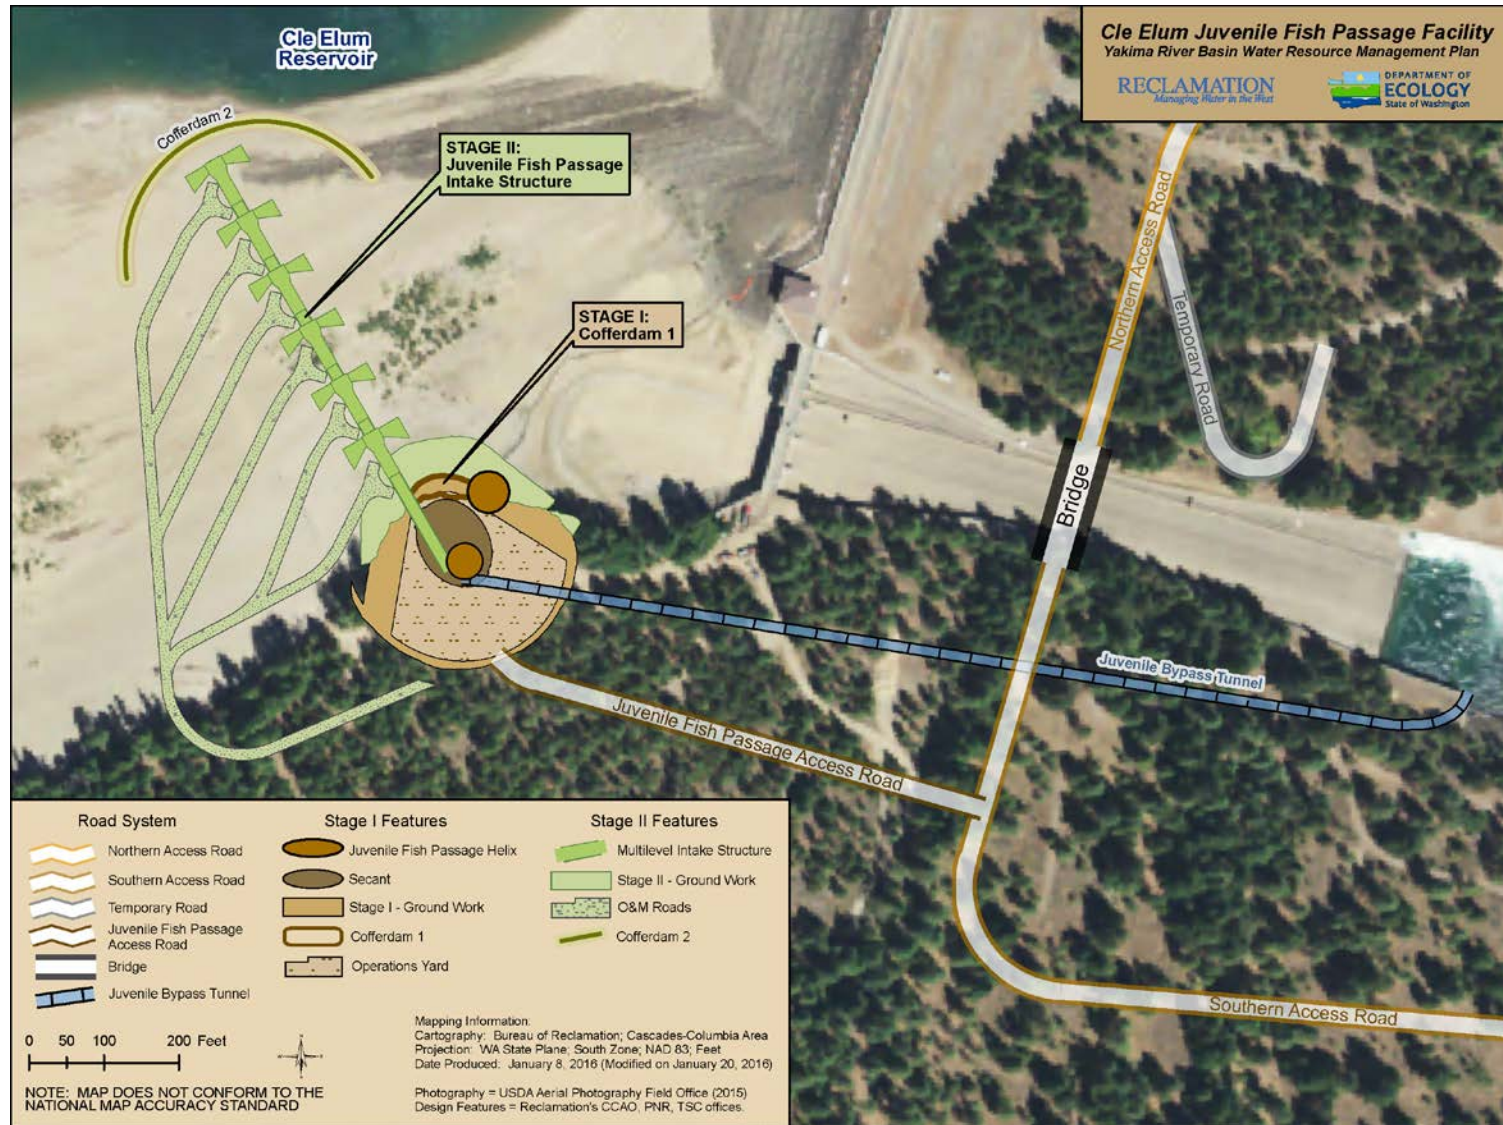 Cle Elum
Reservoir
Cle Elum Juvenile Fish Passage Facility
Yakima River Basin Water Resource Management Plan
RECLAMATION
Managing Water in the West
DEPARTMENT OF
ECOLOGY
State of Washington
Cofferdam 2
STAGE II:
Juvenile Fish Passage
Intake Structure
STAGE I:
Cofferdam 1
Northern Access Road
Temporary Road
Bridge
Juvenile Bypass Tunnel
Juvenile Fish Passage Access Road
Southern Access Road
Road System
Northern Access Road
Southern Access Road
Temporary Road
Juvenile Fish Passage
Access Road
Bridge
Juvenile Bypass Tunnel
Stage I Features
Juvenile Fish Passage Helix
Secant
Stage I - Ground Work
Cofferdam 1
Operations Yard
Stage II Features
Multilevel Intake Structure
Stage II - Ground Work
O&M Roads
Cofferdam 2
0 50 100 200 Feet
NOTE: MAP DOES NOT CONFORM TO THE
NATIONAL MAP ACCURACY STANDARD
Mapping Information:
Cartography: Bureau of Reclamation; Cascades-Columbia Area
Projection: WA State Plane; South Zone; NAD 83; Feet
Date Produced: January 8, 2016 (Modified on January 20, 2016)
Photography = USDA Aerial Photography Field Office (2015)
Design Features = Reclamation's CCAO, PNR, TSC offices.